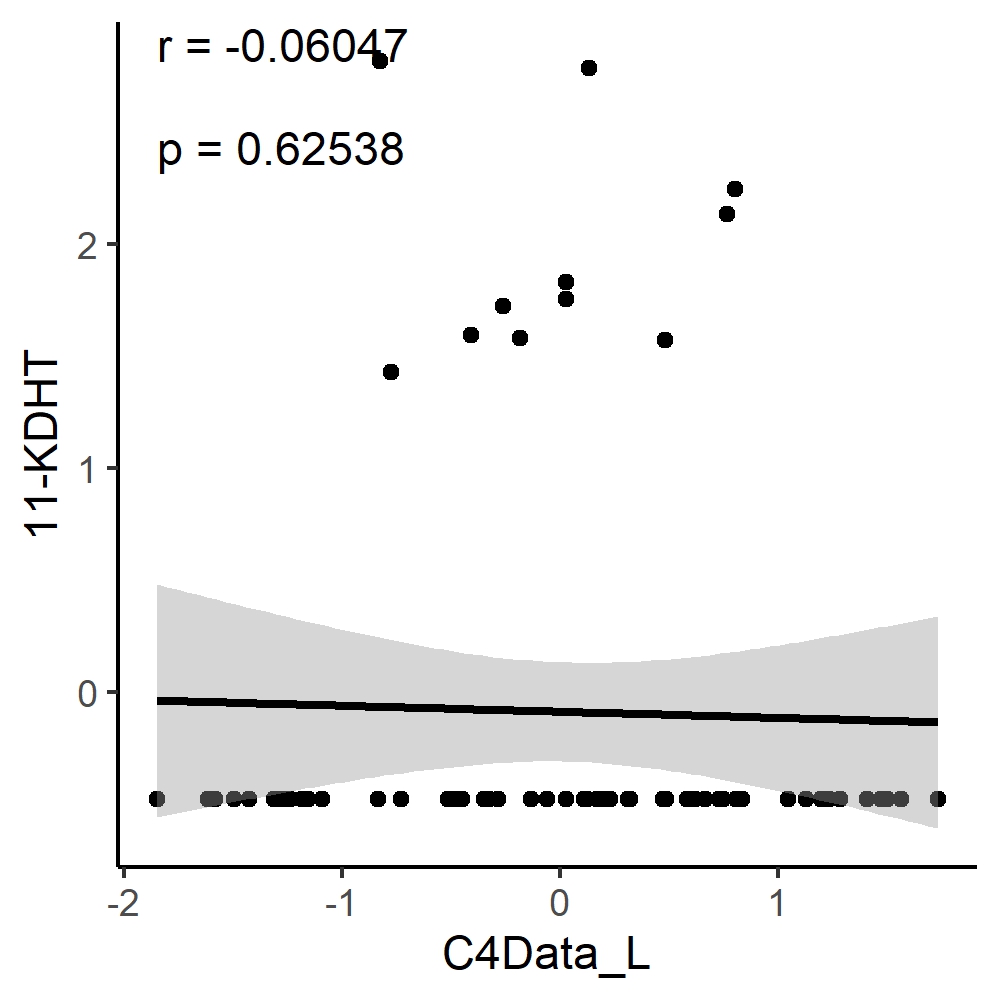 r = -0.06047
p = 0.62538
2
1
0
11-KDHT
-2
-1
0
1
C4Data_L